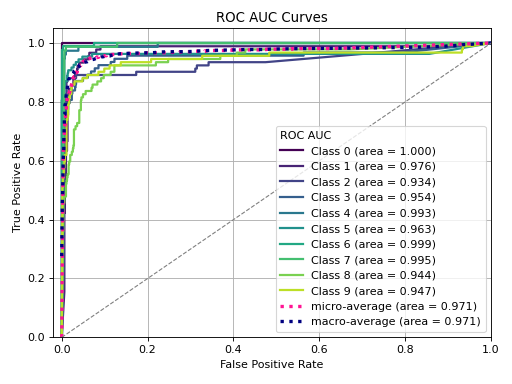 ROC AUC Curves
1.0
0.8
0.6
0.4
0.2
0.0
True Positive Rate
ROC AUC
Class 0 (area = 1.000)
Class 1 (area = 0.976)
Class 2 (area = 0.934)
Class 3 (area = 0.954)
Class 4 (area = 0.993)
Class 5 (area = 0.963)
Class 6 (area = 0.999)
Class 7 (area = 0.995)
Class 8 (area = 0.944)
Class 9 (area = 0.947)
micro-average (area = 0.971)
macro-average (area = 0.971)
0.0 0.2 0.4 0.6 0.8 1.0
False Positive Rate